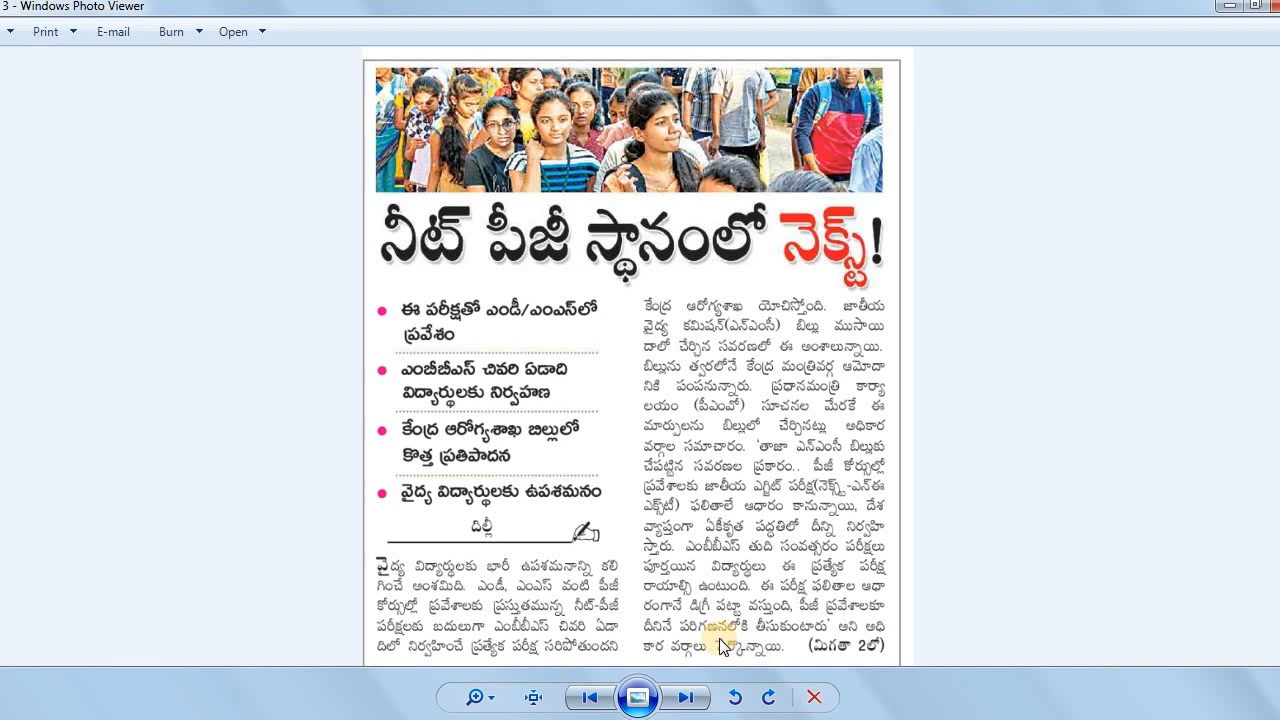 3 - Windows Photo Viewer
Print E-mail Burn Open
నీట్ పీజీ స్థానంలో నెక్స్ట్!
ఈ పరీక్షతో ఎండీ/ఎంఎస్‌లో
ప్రవేశం
ఎంబీబీఎస్ చివరి ఏడాది
విద్యార్థులకు నిర్వహణ
కేంద్ర ఆరోగ్యశాఖ బిల్లులో
కొత్త ప్రతిపాదన
వైద్య విద్యార్థులకు ఉపశమనం
దిల్లీ
వైద్య విద్యార్థులకు భారీ ఉపశమనాన్ని కలి
గించే అంశమిది. ఎండీ, ఎంఎస్ వంటి పీజీ
కోర్సుల్లో ప్రవేశాలకు ప్రస్తుతమున్న నీట్-పీజీ
పరీక్షలకు బదులుగా ఎంబీబీఎస్ చివరి ఏడా
దిలో నిర్వహించే ప్రత్యేక పరీక్ష సరిపోతుందని
కేంద్ర ఆరోగ్యశాఖ యోచిస్తోంది. జాతీయ
వైద్య కమిషన్(ఎన్ఎంసీ) బిల్లు ముసాయి
దాలో చేర్చిన సవరణలో ఈ అంశాలున్నాయి.
బిల్లును త్వరలోనే కేంద్ర మంత్రివర్గ ఆమోదా
నికి పంపనున్నారు. ప్రధానమంత్రి కార్యా
లయం (పీఎంవో) సూచనల మేరకే ఈ
మార్పులను బిల్లులో చేర్చినట్లు అధికార
వర్గాల సమాచారం. ‘తాజా ఎన్ఎంసీ బిల్లుకు
చేపట్టిన సవరణల ప్రకారం.. పీజీ కోర్సుల్లో
ప్రవేశాలకు జాతీయ ఎగ్జిట్ పరీక్ష(నెక్స్ట్-ఎన్ఈ
ఎక్స్‌టీ) ఫలితాలే ఆధారం కానున్నాయి, దేశ
వ్యాప్తంగా ఏకీకృత పద్ధతిలో దీన్ని నిర్వహి
స్తారు. ఎంబీబీఎస్ తుది సంవత్సరం పరీక్షలు
పూర్తయిన విద్యార్థులు ఈ ప్రత్యేక పరీక్ష
రాయాల్సి ఉంటుంది. ఈ పరీక్ష ఫలితాల ఆధా
రంగానే డిగ్రీ పట్టా వస్తుంది, పీజీ ప్రవేశాలకూ
దీనినే పరిగణనలోకి తీసుకుంటారు’ అని అధి
కార వర్గాలు పేర్కొన్నాయి. (మిగతా 2లో)